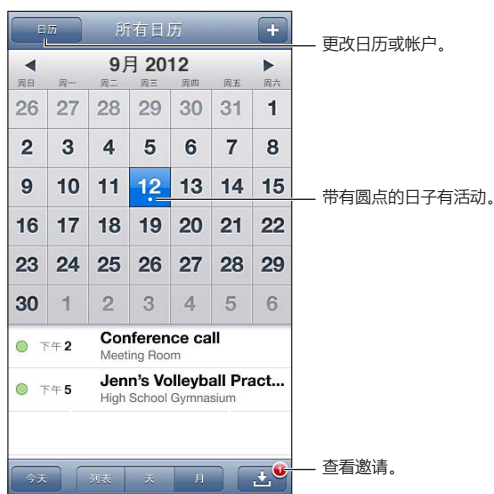 日历 所有日历 +
更改日历或帐户。
9月 2012
周日 周一 周二 周三 周四 周五 周六
26 27 28 29 30 31 1
2 3 4 5 6 7 8
9 10 11 12 13 14 15
带有圆点的日子有活动。
16 17 18 19 20 21 22
23 24 25 26 27 28 29
30 1 2 3 4 5 6
下午 2 Conference call
Meeting Room
下午 5 Jenn's Volleyball Pract...
High School Gymnasium
今天 列表 天 月 1
查看邀请。